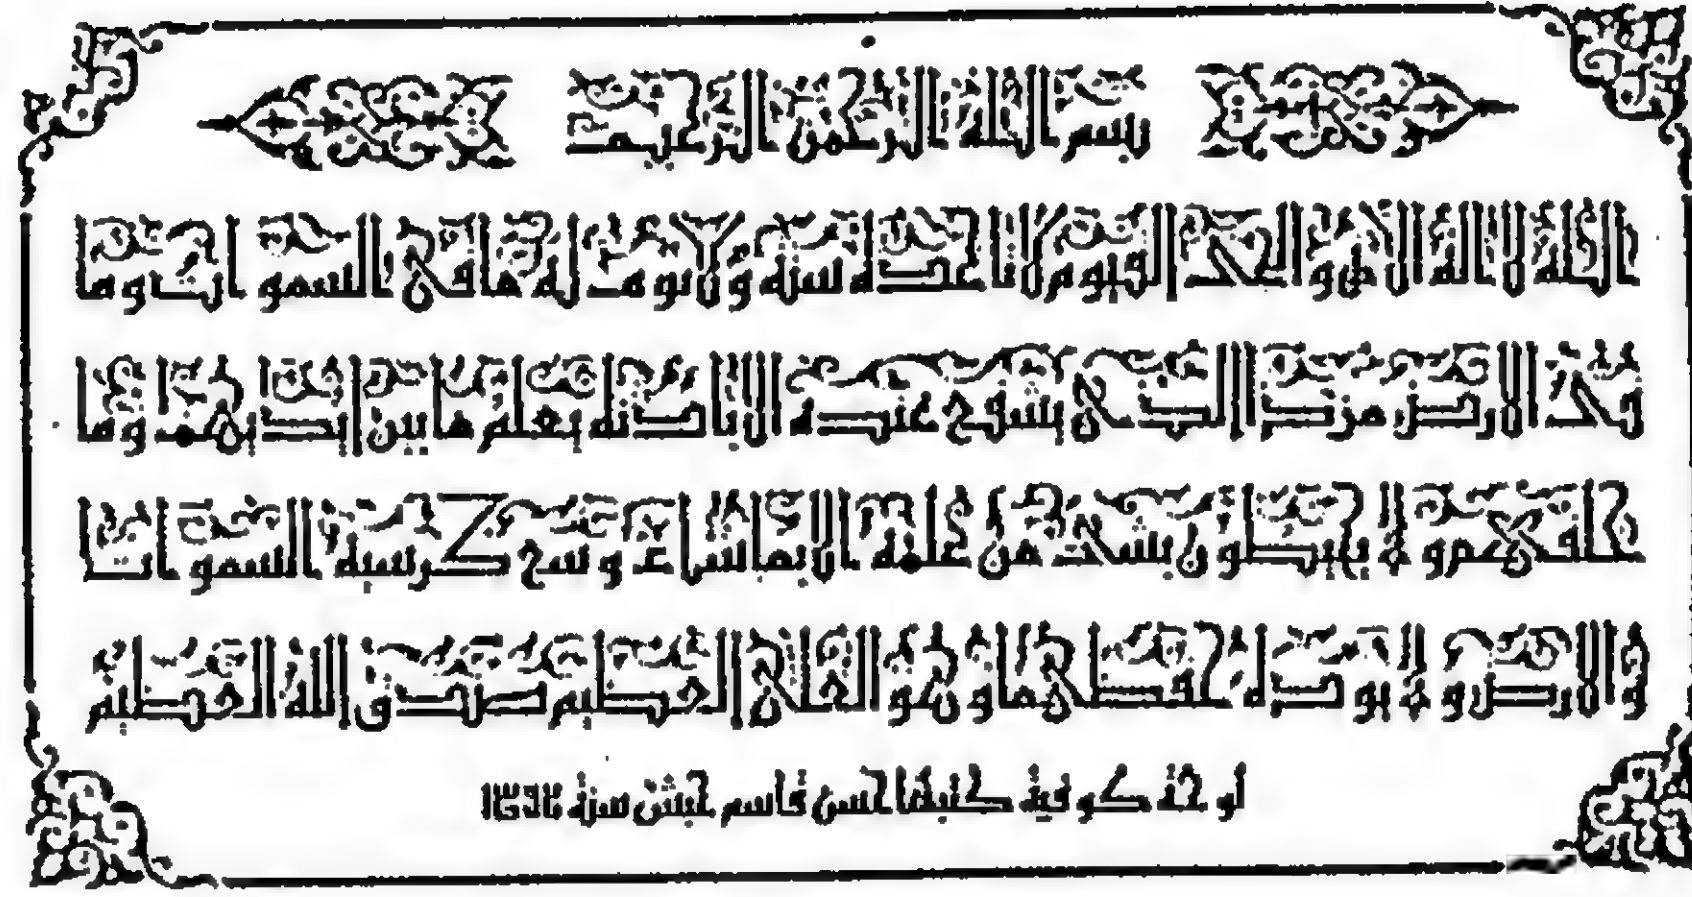 بسم الله الرحمن الرحيم
الله لا اله الا هو الحي القيوم لا تاخذه سنة ولا نوم له ما في السموات وما
في الارض من ذا الذي يشفع عنده الا باذنه يعلم ما بين ايديهم وما
خلفهم ولا يحيطون بشيء من علمه الا بما شاء وسع كرسيه السموات
والارض ولا يؤده حفظهما وهو العلي العظيم صدق الله العظيم
لوحة كوفية كتبها حسن قاسم حبش سنة